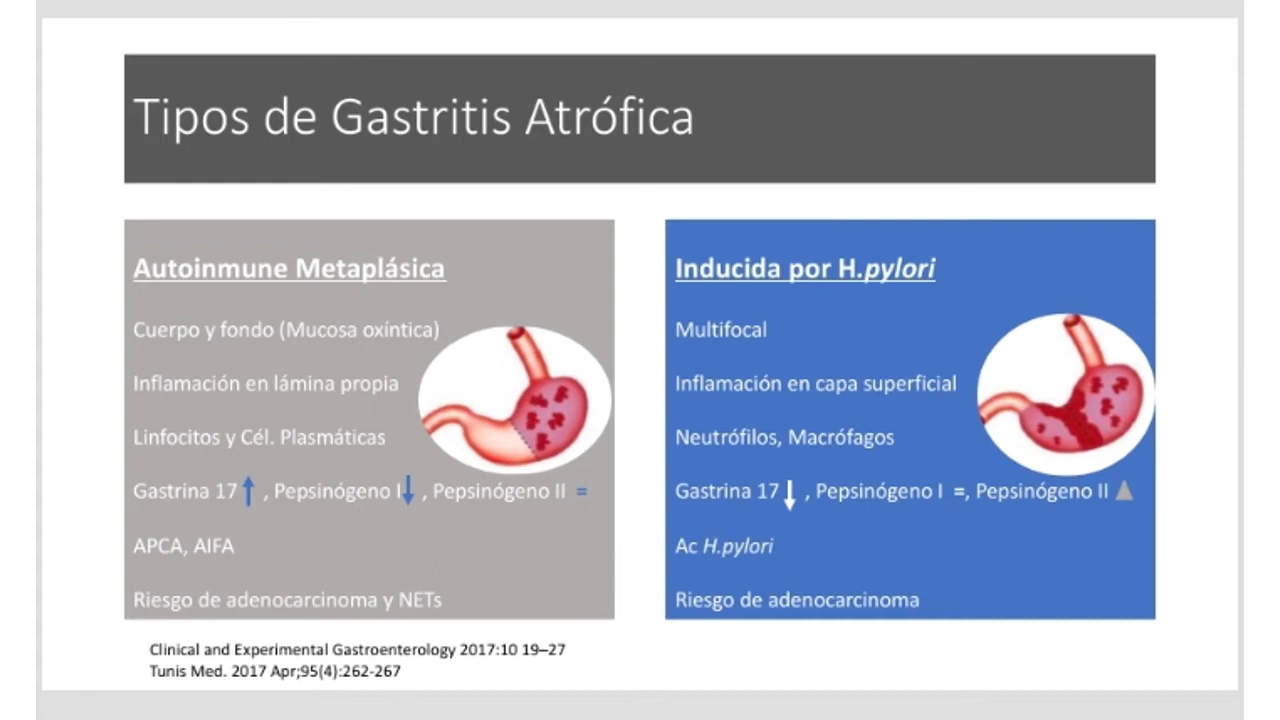 Tipos de Gastritis Atrófica
Autoinmune Metaplásica
Cuerpo y fondo (Mucosa oxíntica)
Inflamación en lámina propia
Linfocitos y Cél. Plasmáticas
Gastrina 17 ↑ , Pepsinógeno I ↓ , Pepsinógeno II =
APCA, AIFA
Riesgo de adenocarcinoma y NETs
Inducida por H.pylori
Multifocal
Inflamación en capa superficial
Neutrófilos, Macrófagos
Gastrina 17 ↓ , Pepsinógeno I =, Pepsinógeno II ▲
Ac H.pylori
Riesgo de adenocarcinoma
Clinical and Experimental Gastroenterology 2017:10 19–27
Tunis Med. 2017 Apr;95(4):262-267